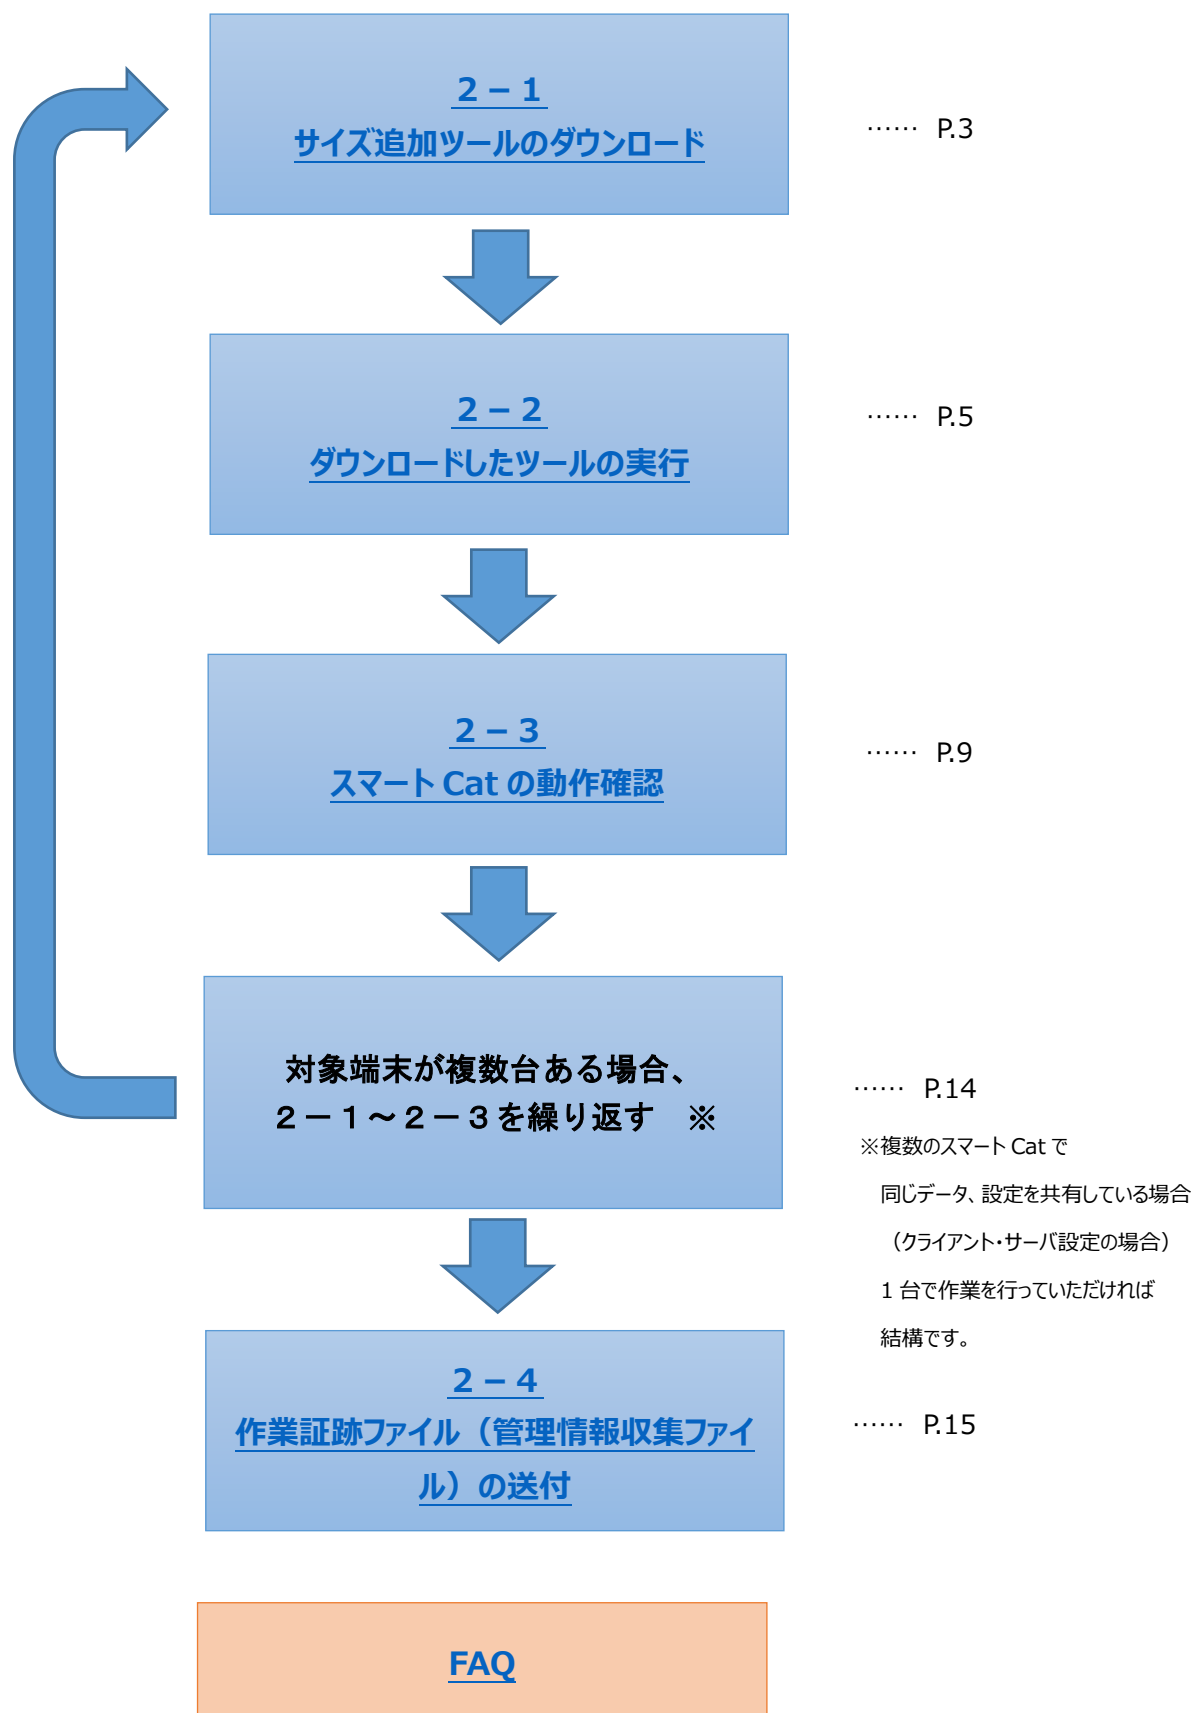 ２－１
サイズ追加ツールのダウンロード
…… P.3
２－２
ダウンロードしたツールの実行
…… P.5
２－３
スマート Cat の動作確認
…… P.9
対象端末が複数台ある場合、
２－１～２－３を繰り返す　※
…… P.14
※複数のスマート Cat で
同じデータ、設定を共有している場合
（クライアント・サーバ設定の場合）
1 台で作業を行っていただければ
結構です。
２－４
作業証跡ファイル（管理情報収集ファイ
ル）の送付
…… P.15
FAQ